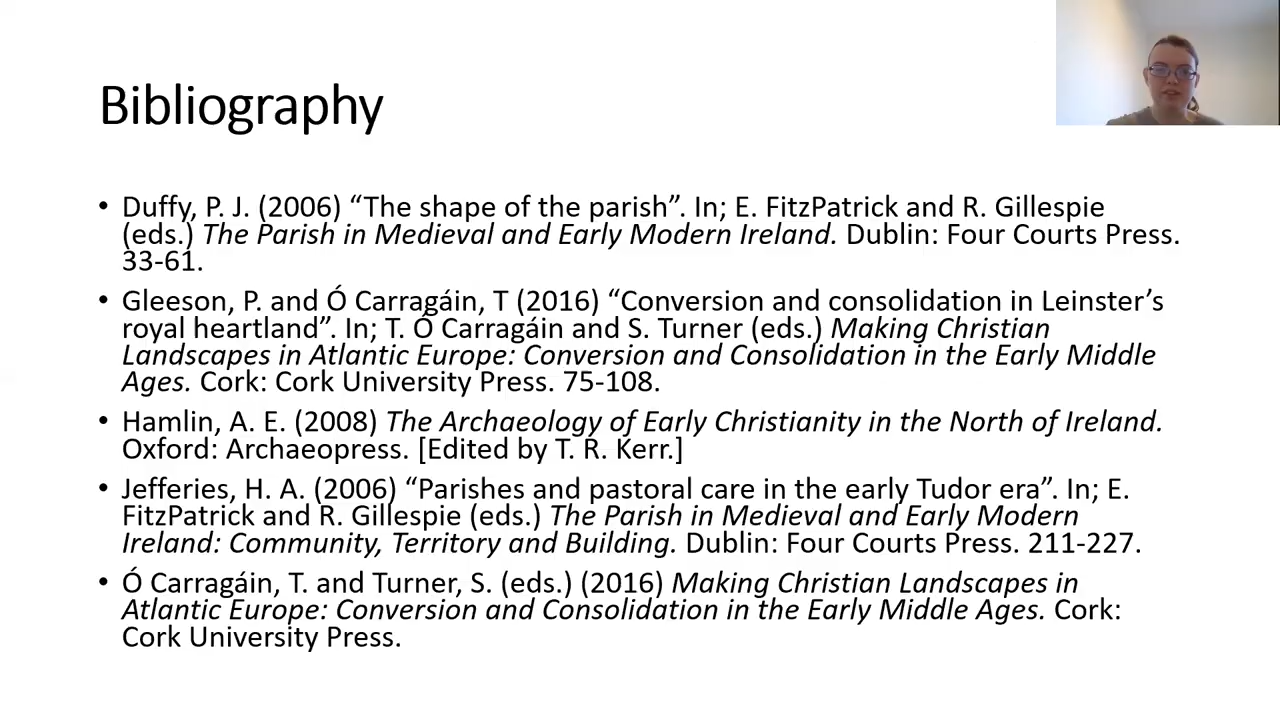 Bibliography
• Duffy, P. J. (2006) “The shape of the parish”. In; E. FitzPatrick and R. Gillespie
(eds.) The Parish in Medieval and Early Modern Ireland. Dublin: Four Courts Press.
33-61.
• Gleeson, P. and Ó Carragáin, T (2016) “Conversion and consolidation in Leinster’s
royal heartland”. In; T. Ó Carragáin and S. Turner (eds.) Making Christian
Landscapes in Atlantic Europe: Conversion and Consolidation in the Early Middle
Ages. Cork: Cork University Press. 75-108.
• Hamlin, A. E. (2008) The Archaeology of Early Christianity in the North of Ireland.
Oxford: Archaeopress. [Edited by T. R. Kerr.]
• Jefferies, H. A. (2006) “Parishes and pastoral care in the early Tudor era”. In; E.
FitzPatrick and R. Gillespie (eds.) The Parish in Medieval and Early Modern
Ireland: Community, Territory and Building. Dublin: Four Courts Press. 211-227.
• Ó Carragáin, T. and Turner, S. (eds.) (2016) Making Christian Landscapes in
Atlantic Europe: Conversion and Consolidation in the Early Middle Ages. Cork:
Cork University Press.